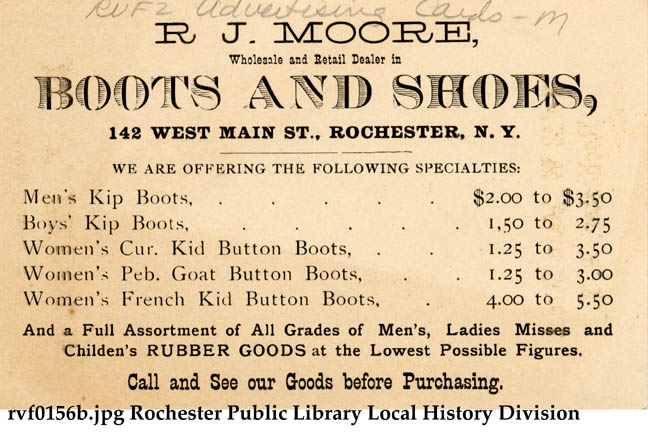 RVF2 Advertising Cards - M
R J. MOORE,
Wholesale and Retail Dealer in
BOOTS AND SHOES,
142 WEST MAIN ST., ROCHESTER, N. Y.
WE ARE OFFERING THE FOLLOWING SPECIALTIES:
Men's Kip Boots, . . . . . $2.00 to $3.50
Boys' Kip Boots, . . . . . 1,50 to 2.75
Women's Cur. Kid Button Boots, . . 1.25 to 3.50
Women's Peb. Goat Button Boots, . . 1.25 to 3.00
Women's French Kid Button Boots, . 4.00 to 5.50
And a Full Assortment of All Grades of Men's, Ladies Misses and
Childen's RUBBER GOODS at the Lowest Possible Figures.
Call and See our Goods before Purchasing.
rvf0156b.jpg Rochester Public Library Local History Division